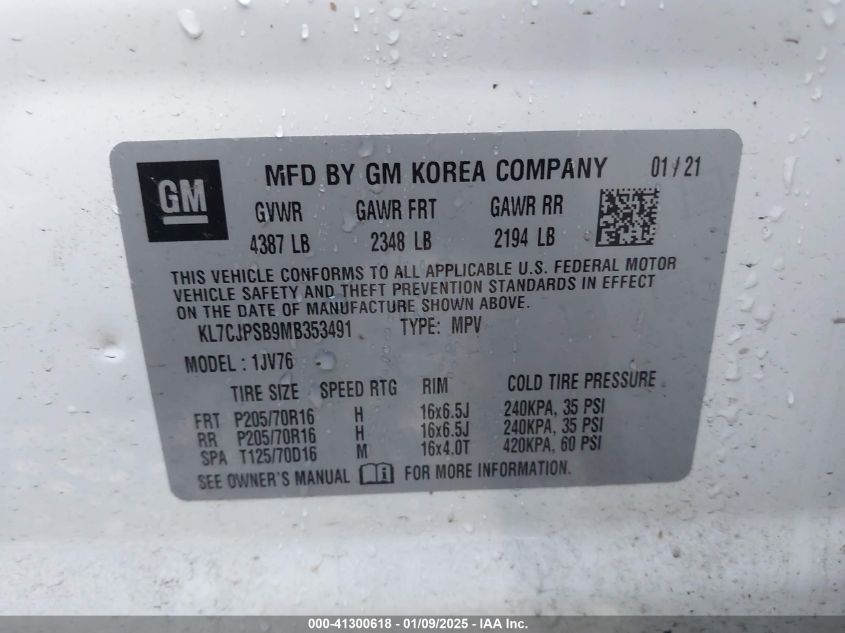 GM
MFD BY GM KOREA COMPANY 01/21
GVWR GAWR FRT GAWR RR
4387 LB 2348 LB 2194 LB
THIS VEHICLE CONFORMS TO ALL APPLICABLE U.S. FEDERAL MOTOR
VEHICLE SAFETY AND THEFT PREVENTION STANDARDS IN EFFECT
ON THE DATE OF MANUFACTURE SHOWN ABOVE.
KL7CJPSB9MB353491 TYPE: MPV
MODEL: 1JV76
TIRE SIZE SPEED RTG RIM COLD TIRE PRESSURE
FRT P205/70R16 H 16x6.5J 240KPA, 35 PSI
RR P205/70R16 H 16x6.5J 240KPA, 35 PSI
SPA T125/70D16 M 16x4.0T 420KPA, 60 PSI
SEE OWNER'S MANUAL FOR MORE INFORMATION.
000-41300618 - 01/09/2025 - IAA Inc.